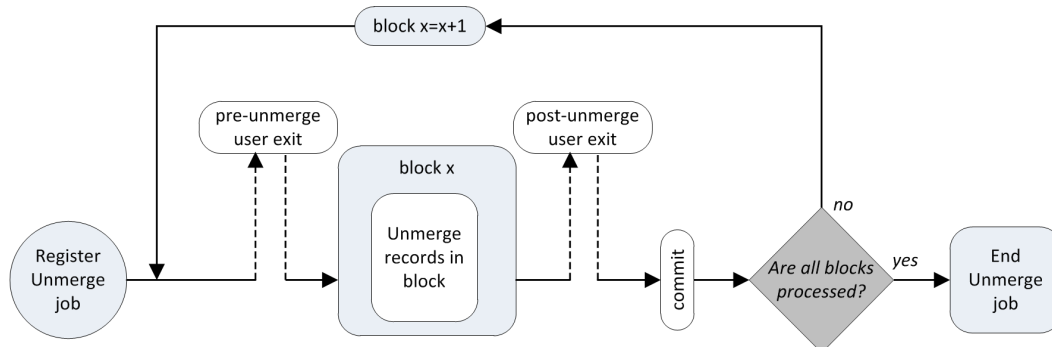 block x=x+1
pre-unmerge
user exit
post-unmerge
user exit
block x
Unmerge
records in
block
Register
Unmerge
job
commit
Are all blocks
processed?
no
yes
End
Unmerge
job